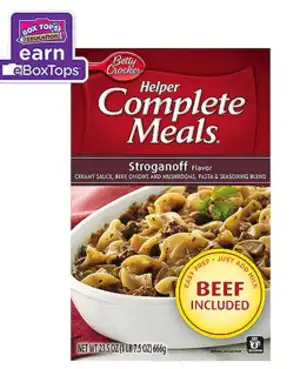 BOX TOPS
FOR EDUCATION
earn
eBoxTops
Betty
Crocker
Helper
Complete
Meals
Stroganoff Flavor
CREAMY SAUCE, BEEF, ONIONS AND MUSHROOMS, PASTA & SEASONING BLEND
EASY PREP • JUST ADD MILK
BEEF
INCLUDED
NET WT 23.5 OZ (1 LB 7.5 OZ) 666g